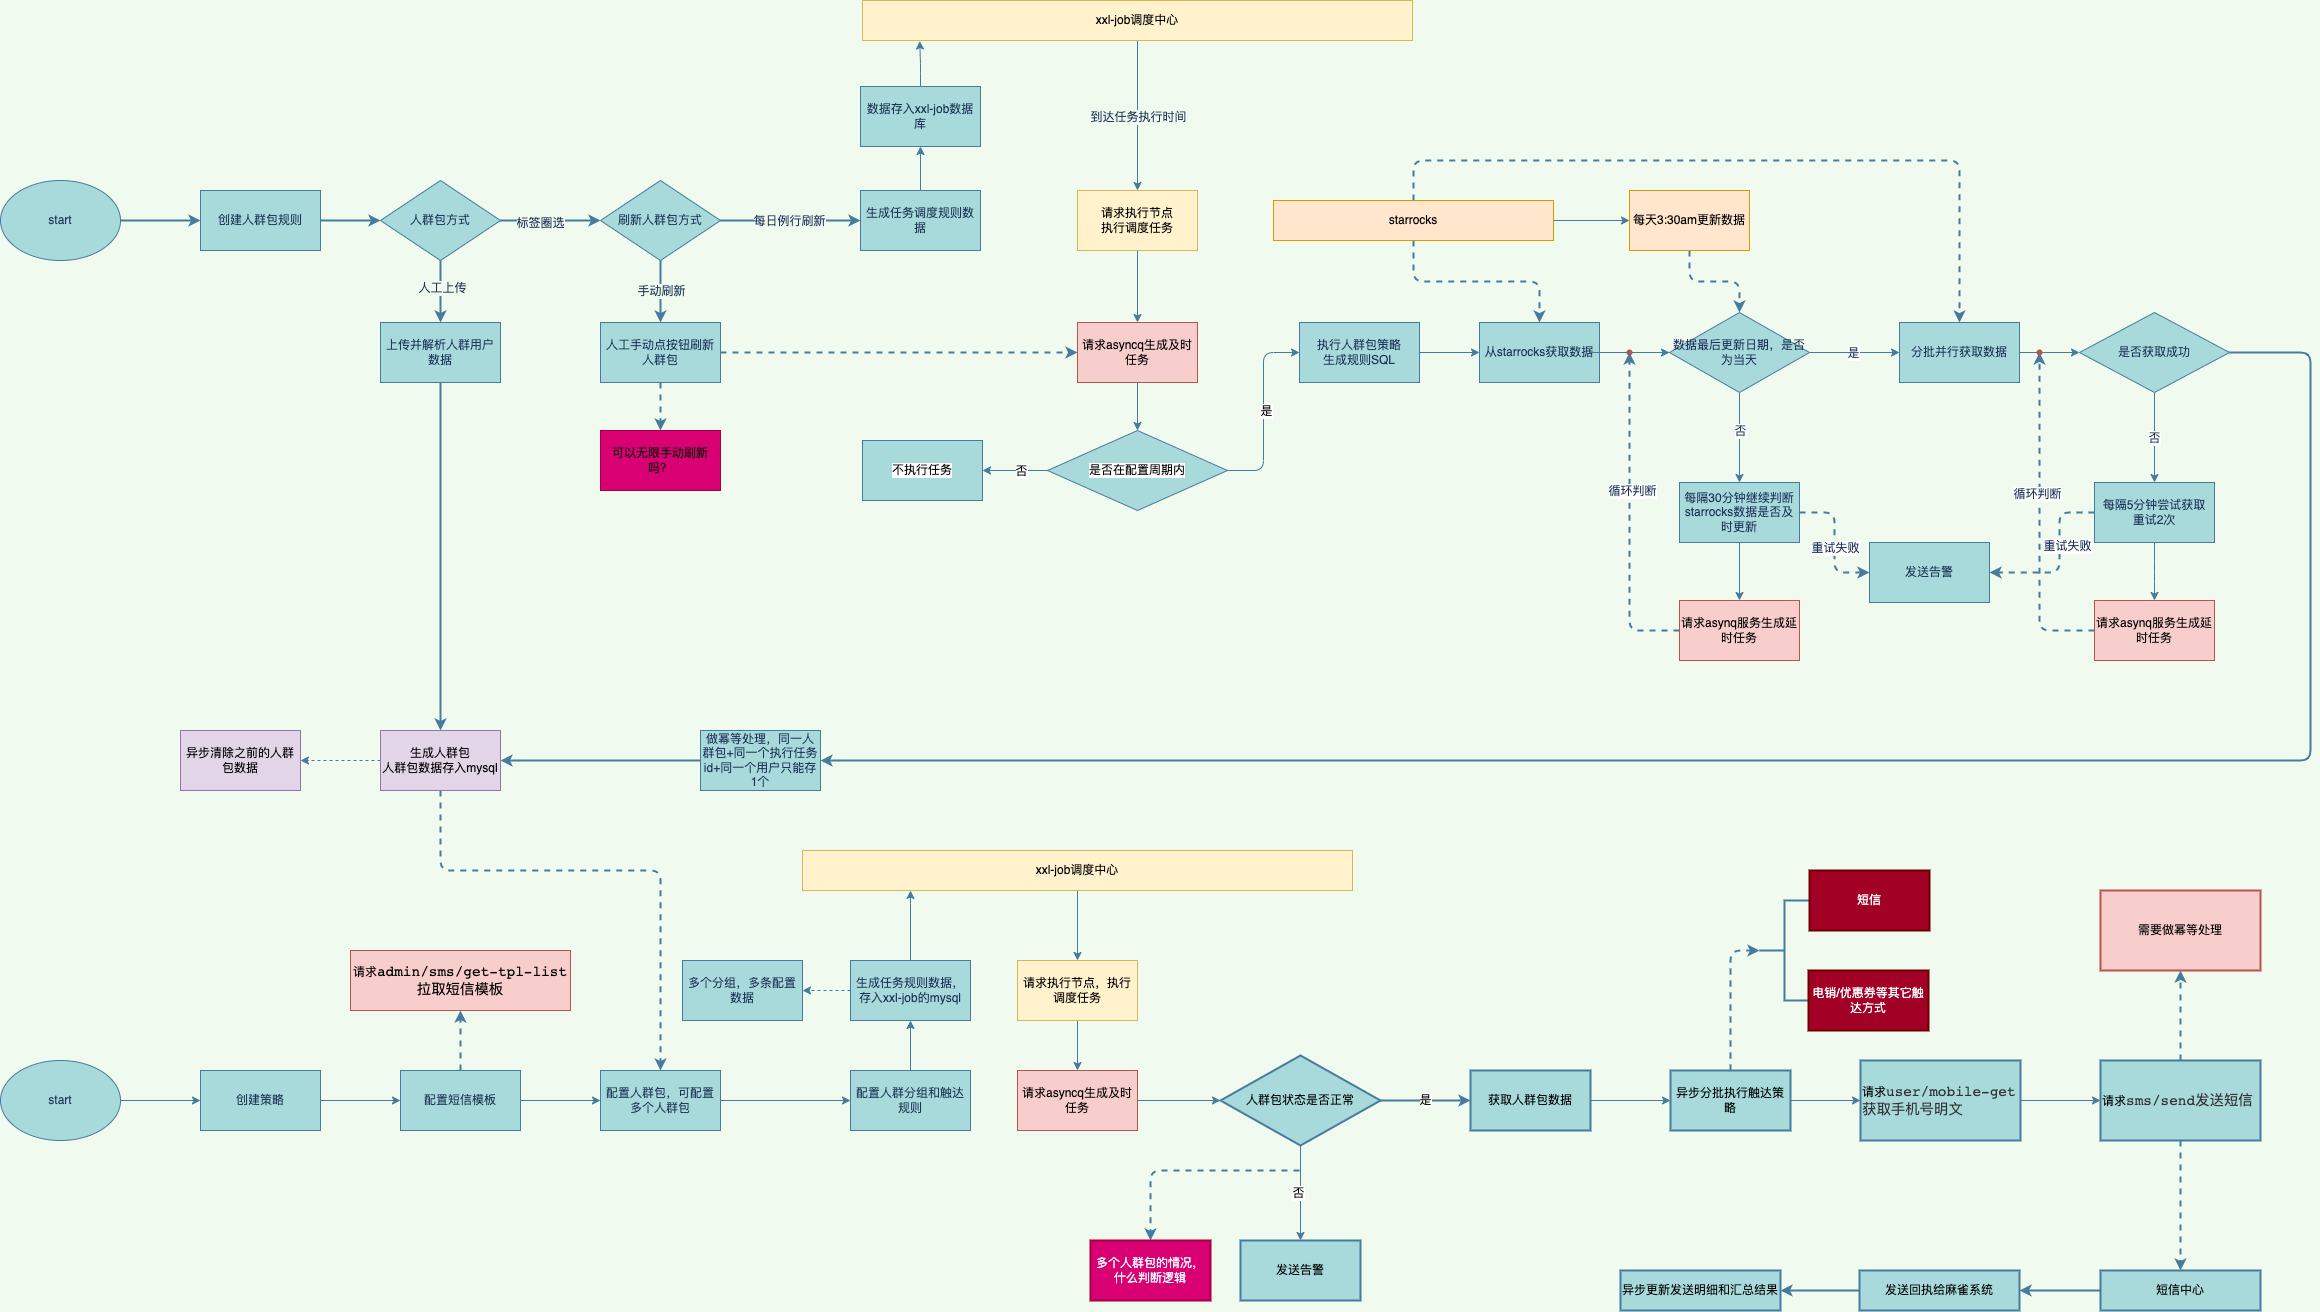 xxl-job调度中心
数据存入xxl-job数据
库
到达任务执行时间
start
创建人群包规则
人群包方式
标签圈选
刷新人群包方式
每日例行刷新
生成任务调度规则数
据
请求执行节点
执行调度任务
starrocks
每天3:30am更新数据
人工上传
手动刷新
上传并解析人群用户
数据
人工手动点按钮刷新
人群包
请求asyncq生成及时
任务
执行人群包策略
生成规则SQL
从starrocks获取数据
数据最后更新日期，是否
为当天
是
分批并行获取数据
是否获取成功
可以无限手动刷新
吗?
不执行任务
否
是否在配置周期内
是
否
否
循环判断
每隔30分钟继续判断
starrocks数据是否及
时更新
循环判断
每隔5分钟尝试获取
重试2次
重试失败
发送告警
重试失败
请求asynq服务生成延
时任务
请求asynq服务生成延
时任务
异步清除之前的人群
包数据
生成人群包
人群包数据存入mysql
做幂等处理，同一人
群包+同一个执行任务
id+同一个用户只能存
1个
xxl-job调度中心
短信
需要做幂等处理
请求admin/sms/get-tpl-list
拉取短信模板
多个分组，多条配置
数据
生成任务规则数据，
存入xxl-job的mysql
请求执行节点，执行
调度任务
电销/优惠券等其它触
达方式
start
创建策略
配置短信模板
配置人群包，可配置
多个人群包
配置人群分组和触达
规则
请求asyncq生成及时
任务
人群包状态是否正常
是
获取人群包数据
异步分批执行触达策
略
请求user/mobile-get
获取手机号明文
请求sms/send发送短信
否
多个人群包的情况，
什么判断逻辑
发送告警
异步更新发送明细和汇总结果
发送回执给麻雀系统
短信中心